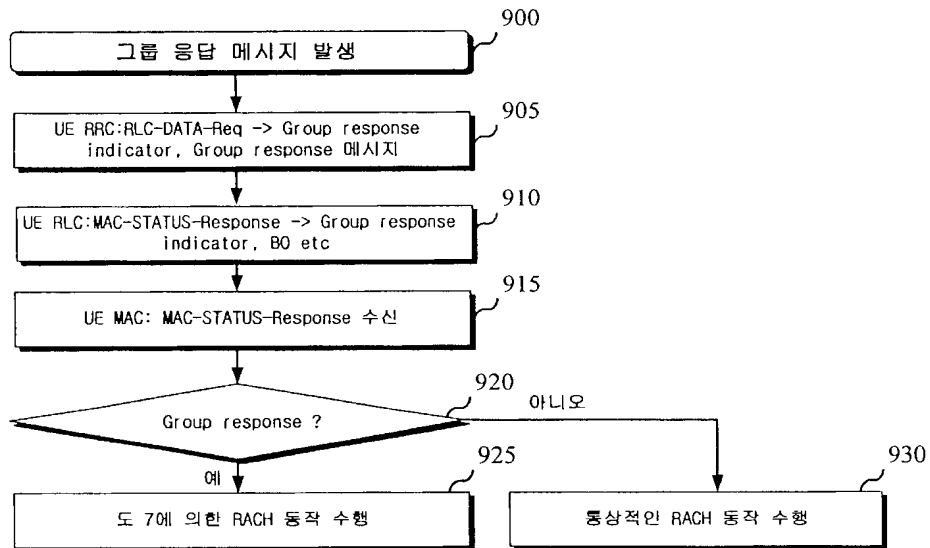 900
그룹 응답 메시지 발생
905
UE RRC:RLC-DATA-Req -> Group response
indicator, Group response 메시지
910
UE RLC:MAC-STATUS-Response -> Group response
indicator, BO etc
915
UE MAC: MAC-STATUS-Response 수신
920
Group response ?
아니오
예
925
도 7에 의한 RACH 동작 수행
930
통상적인 RACH 동작 수행